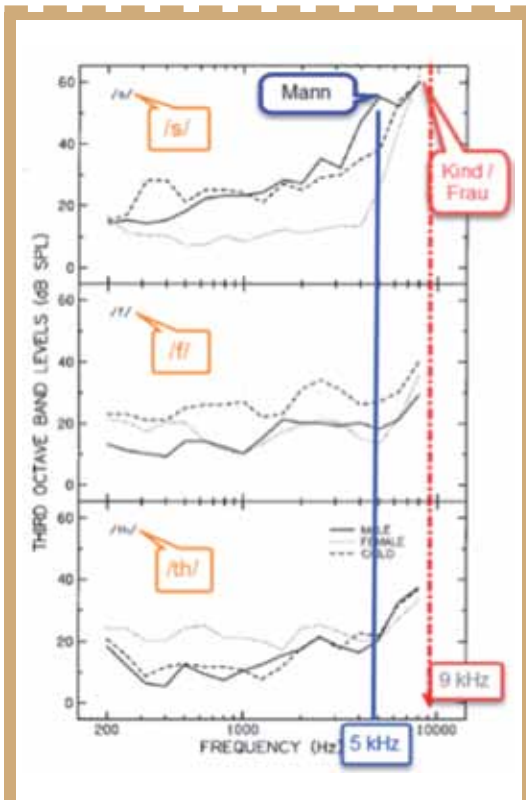 THIRD OCTAVE BAND LEVELS (dB SPL)
60
40
20
0
/s/
/s/
Mann
Kind /
Frau
60
40
20
0
/f/
/f/
60
40
20
0
/th/
/th/
MALE
FEMALE
CHILD
9 kHz
200
1000
10000
FREQUENCY (Hz)
5 kHz